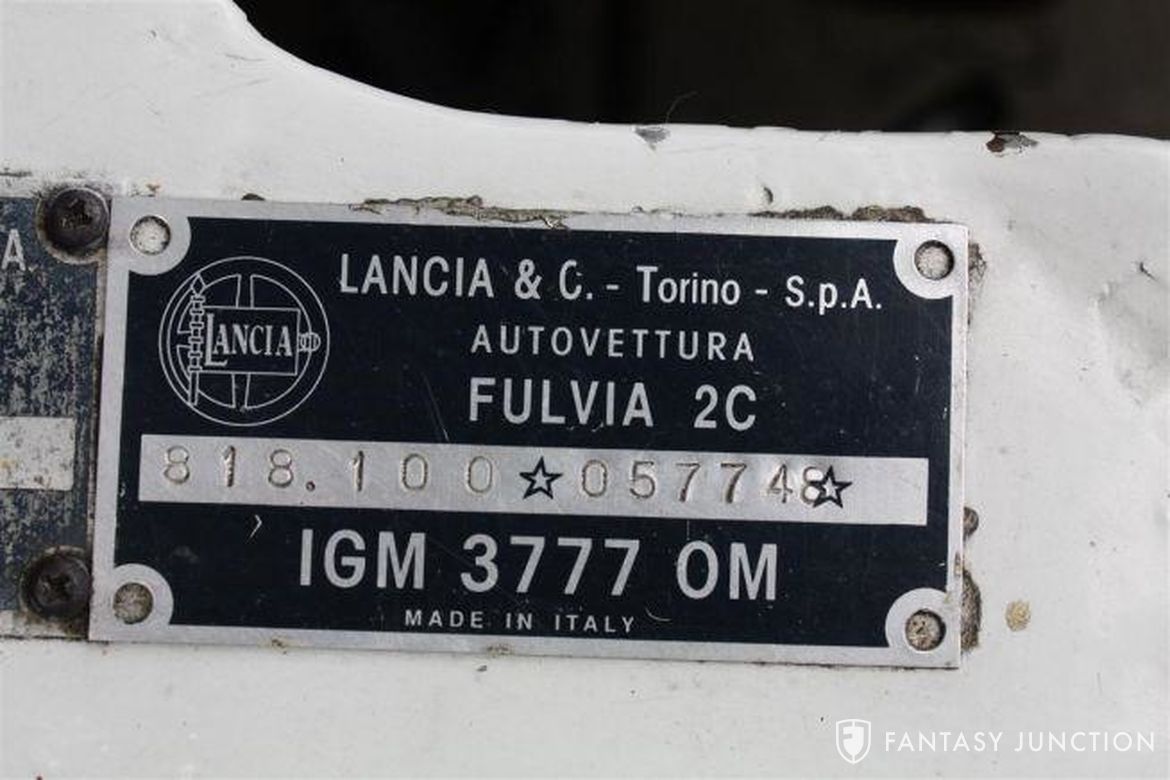 A.
LANCIA
LANCIA & C. - Torino - S.p.A.
AUTOVETTURA
FULVIA 2C
818.100 ☆ 057748 ☆
IGM 3777 OM
MADE IN ITALY
FANTASY JUNCTION